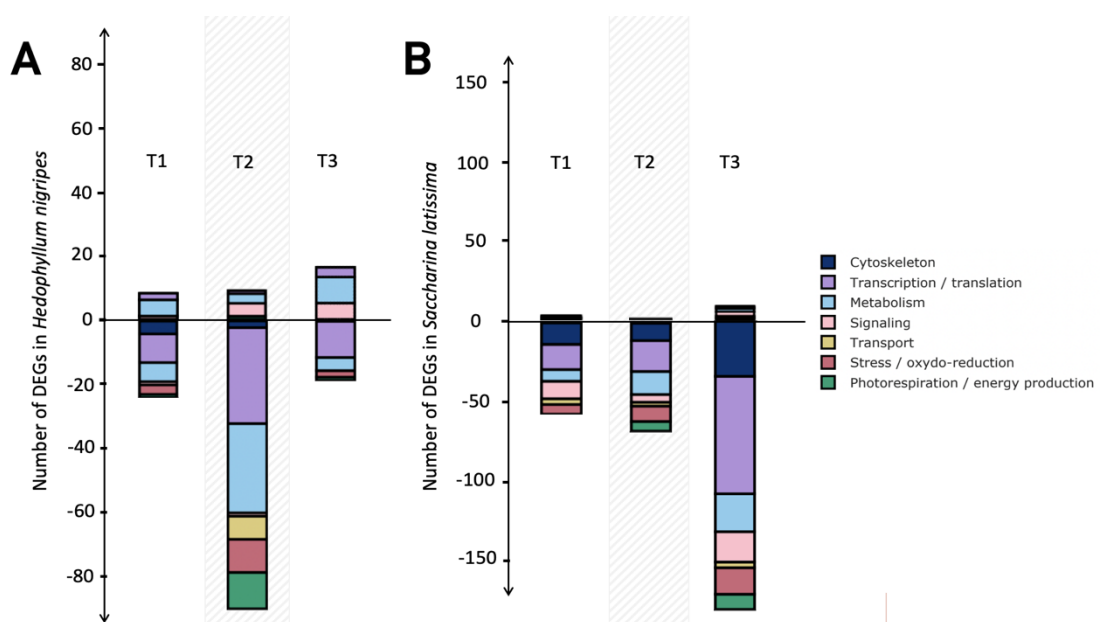 A
Number of DEGs in Hedophyllum nigripes
80
60
40
20
0
-20
-40
-60
-80
T1
T2
T3
B
Number of DEGs in Saccharina latissima
150
100
50
0
-50
-100
-150
T1
T2
T3
Cytoskeleton
Transcription / translation
Metabolism
Signaling
Transport
Stress / oxydo-reduction
Photorespiration / energy production